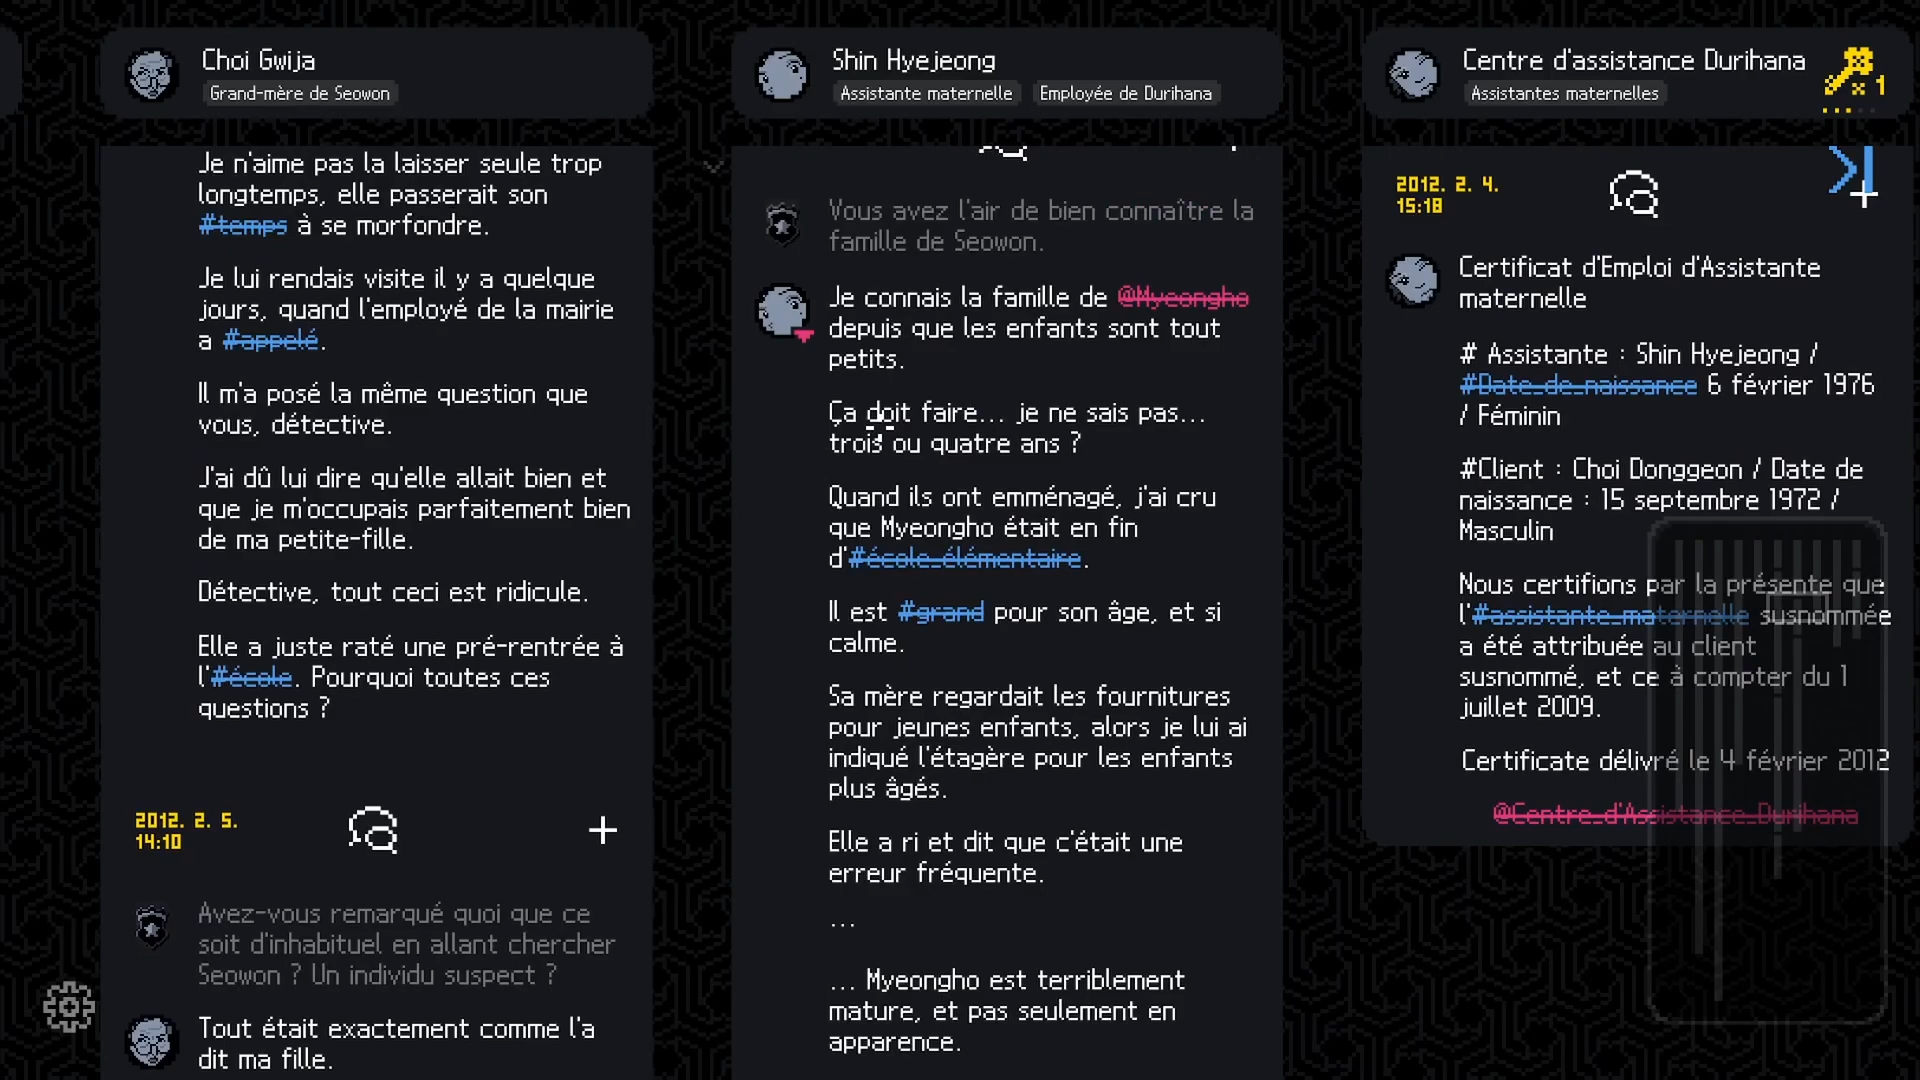 Choi Gwija
Grand-mère de Seowon
Je n'aime pas la laisser seule trop
longtemps, elle passerait son
#temps à se morfondre.
Je lui rendais visite il y a quelque
jours, quand l'employé de la mairie
a #appelé.
Il m'a posé la même question que
vous, détective.
J'ai dû lui dire qu'elle allait bien et
que je m'occupais parfaitement bien
de ma petite-fille.
Détective, tout ceci est ridicule.
Elle a juste raté une pré-rentrée à
l'#école. Pourquoi toutes ces
questions ?
2012. 2. 5.
14:10
Avez-vous remarqué quoi que ce
soit d'inhabituel en allant chercher
Seowon ? Un individu suspect ?
Tout était exactement comme l'a
dit ma fille.
Shin Hyejeong
Assistante maternelle
Employée de Durihana
Vous avez l'air de bien connaître la
famille de Seowon.
Je connais la famille de @Myeongho
depuis que les enfants sont tout
petits.
Ça doit faire... je ne sais pas...
trois ou quatre ans ?
Quand ils ont emménagé, j'ai cru
que Myeongho était en fin
d'#école_élémentaire.
Il est #grand pour son âge, et si
calme.
Sa mère regardait les fournitures
pour jeunes enfants, alors je lui ai
indiqué l'étagère pour les enfants
plus âgés.
Elle a ri et dit que c'était une
erreur fréquente.
...
... Myeongho est terriblement
mature, et pas seulement en
apparence.
Centre d'assistance Durihana
Assistantes maternelles
x 1
2012. 2. 4.
15:18
Certificat d'Emploi d'Assistante
maternelle
# Assistante : Shin Hyejeong /
#Date_de_naissance 6 février 1976
/ Féminin
#Client : Choi Donggeon / Date de
naissance : 15 septembre 1972 /
Masculin
Nous certifions par la présente que
l'#assistante_maternelle susnommée
a été attribuée au client
susnommé, et ce à compter du 1
juillet 2009.
Certificate délivré le 4 février 2012
@Centre_d'Assistance_Durihana